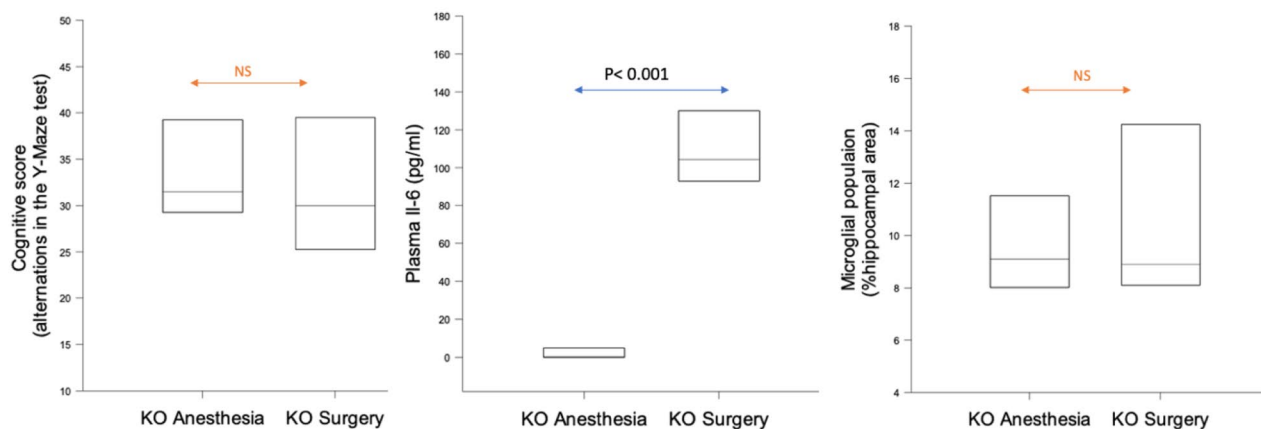 Cognitive score
(alternations in the Y-Maze test)
50
45
40
35
30
25
20
15
10
NS
KO Anesthesia
KO Surgery
Plasma Il-6 (pg/ml)
180
160
140
120
100
80
60
40
20
0
P< 0.001
KO Anesthesia
KO Surgery
Microglial populaion
(%hippocampal area)
18
16
14
12
10
8
6
4
NS
KO Anesthesia
KO Surgery